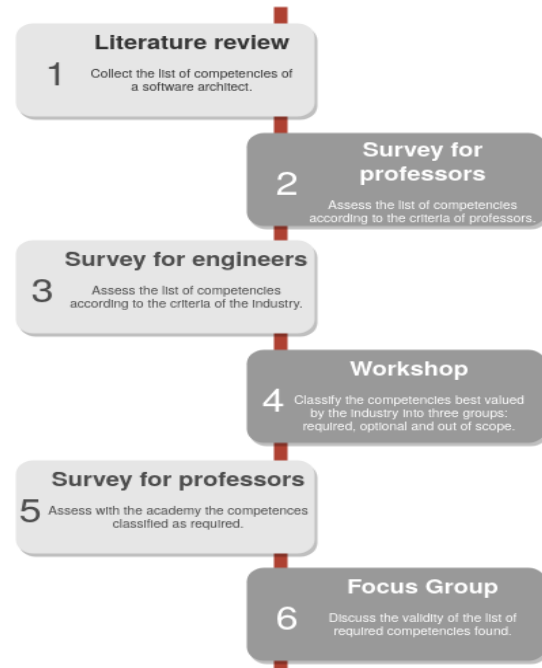 Literature review
1
Collect the list of competencies of
a software architect.
Survey for
professors
2
Assess the list of competencies
according to the criteria of professors.
Survey for engineers
3
Assess the list of competencies
according to the criteria of the industry.
Workshop
4
Classify the competencies best valued
by the industry into three groups:
required, optional and out of scope.
Survey for professors
5
Assess with the academy the competences
classified as required.
Focus Group
6
Discuss the validity of the list of
required competencies found.